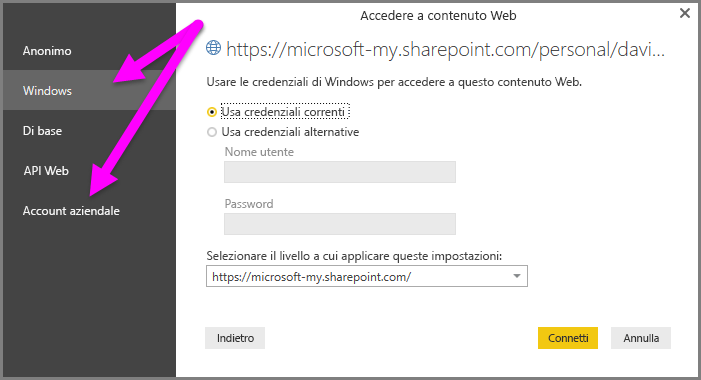 Accedere a contenuto Web
Anonimo
Windows
Di base
API Web
Account aziendale
https://microsoft-my.sharepoint.com/personal/davi...
Usare le credenziali di Windows per accedere a questo contenuto Web.
Usa credenziali correnti
Usa credenziali alternative
Nome utente
Password
Selezionare il livello a cui applicare queste impostazioni:
https://microsoft-my.sharepoint.com/
Indietro
Connetti
Annulla